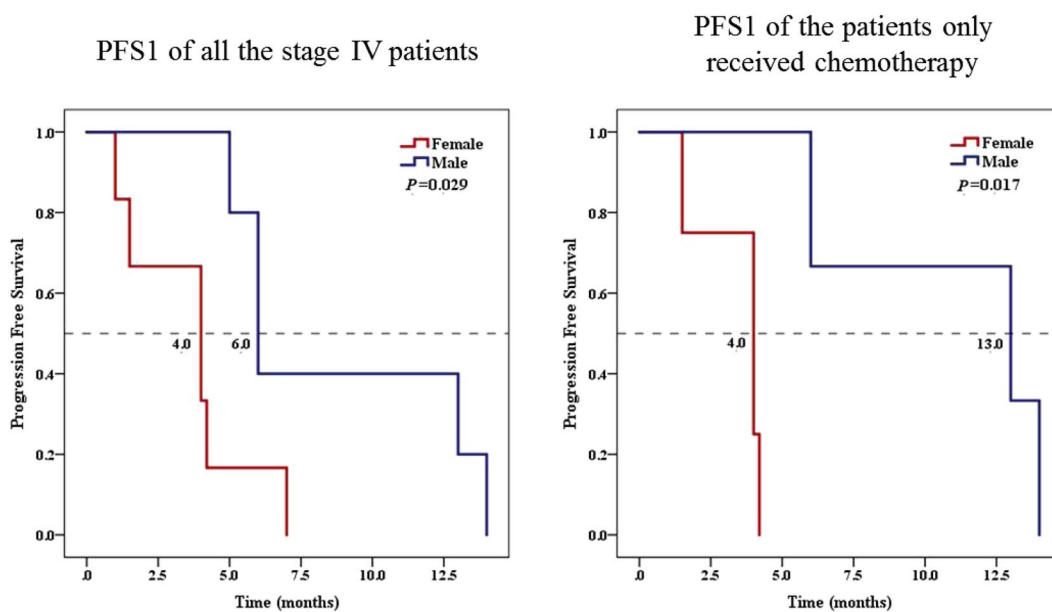 PFS1 of all the stage IV patients
Progression Free Survival
1.0
0.8
0.6
0.4
0.2
0.0
Female
Male
P=0.029
4.0
6.0
.0
2.5
5.0
7.5
10.0
12.5
Time (months)
PFS1 of the patients only
received chemotherapy
Progression Free Survival
1.0
0.8
0.6
0.4
0.2
0.0
Female
Male
P=0.017
4.0
13.0
.0
2.5
5.0
7.5
10.0
12.5
Time (months)